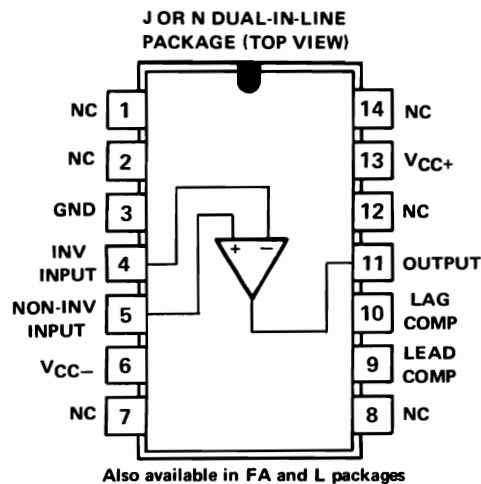 J OR N DUAL-IN-LINE
PACKAGE (TOP VIEW)
NC 1
14 NC
NC 2
13 VCC+
GND 3
12 NC
INV
INPUT
4
11 OUTPUT
+ −
NON-INV
INPUT
5
10
LAG
COMP
VCC− 6
9
LEAD
COMP
NC 7
8 NC
Also available in FA and L packages